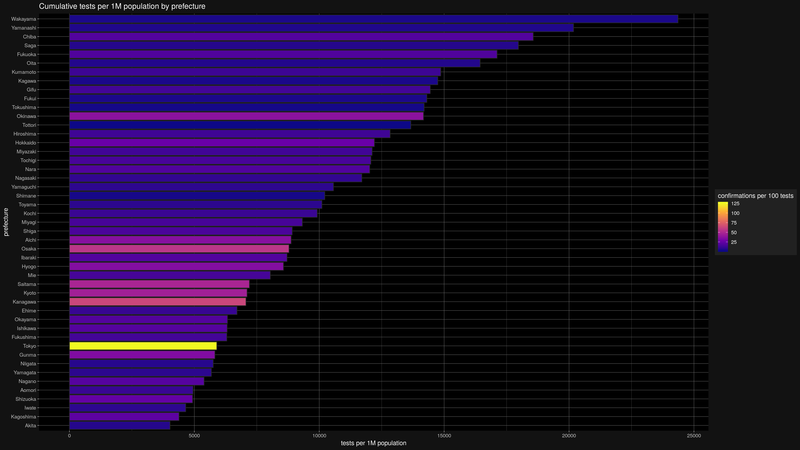 Cumulative tests per 1M population by prefecture
Wakayama
Yamanashi
Chiba
Saga
Fukuoka
Oita
Kumamoto
Kagawa
Gifu
Fukui
Tokushima
Okinawa
Tottori
Hiroshima
Hokkaido
Miyazaki
Tochigi
Nara
Nagasaki
Yamaguchi
Shimane
Toyama
Kochi
Miyagi
Shiga
Aichi
Osaka
Ibaraki
Hyogo
Mie
Saitama
Kyoto
Kanagawa
Ehime
Okayama
Ishikawa
Fukushima
Tokyo
Gunma
Niigata
Yamagata
Nagano
Aomori
Shizuoka
Iwate
Kagoshima
Akita
prefecture
0 5000 10000 15000 20000 25000
tests per 1M population
confirmations per 100 tests
125
100
75
50
25